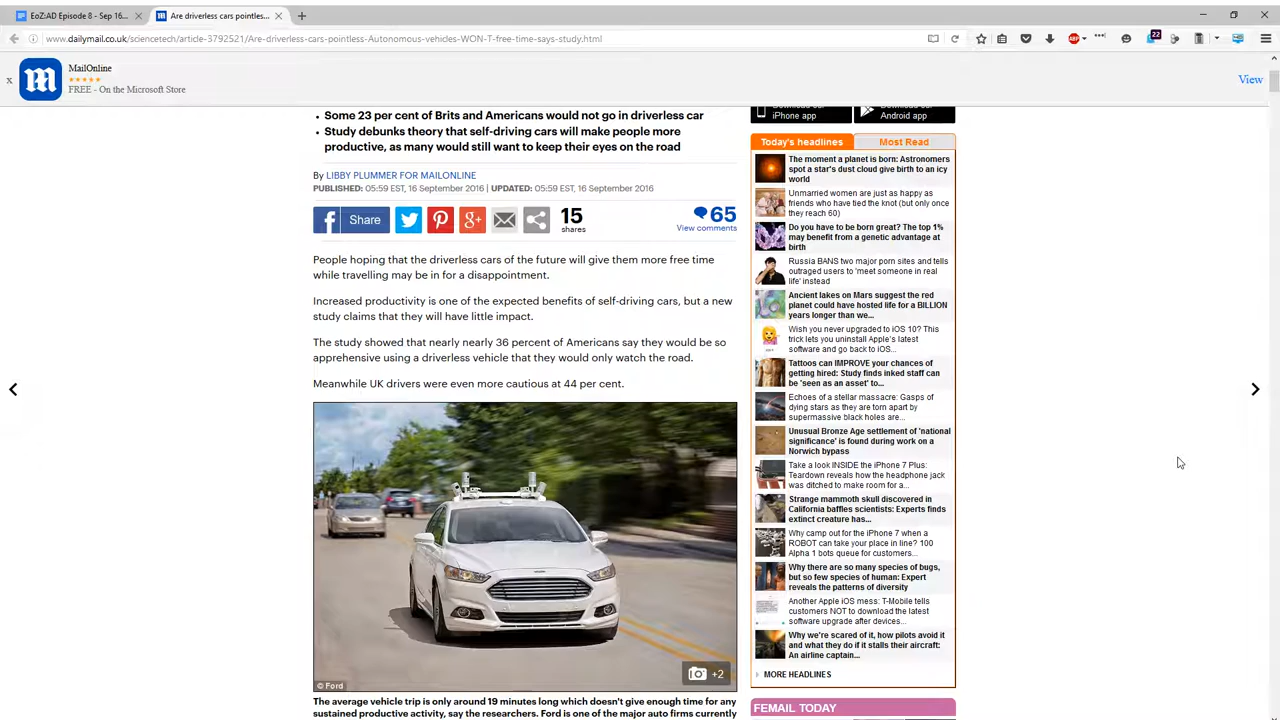 EoZ:AD Episode 8 - Sep 16...
Are driverless cars pointles...
www.dailymail.co.uk/sciencetech/article-3792521/Are-driverless-cars-pointless-Autonomous-vehicles-WON-T-free-time-says-study.html
22
ABP
x
m
MailOnline
FREE - On the Microsoft Store
View
Some 23 per cent of Brits and Americans would not go in driverless car
Study debunks theory that self-driving cars will make people more
productive, as many would still want to keep their eyes on the road
By LIBBY PLUMMER FOR MAILONLINE
PUBLISHED: 05:59 EST, 16 September 2016 | UPDATED: 05:59 EST, 16 September 2016
Share
15
shares
65
View comments
People hoping that the driverless cars of the future will give them more free time
while travelling may be in for a disappointment.
Increased productivity is one of the expected benefits of self-driving cars, but a new
study claims that they will have little impact.
The study showed that nearly nearly 36 percent of Americans say they would be so
apprehensive using a driverless vehicle that they would only watch the road.
Meanwhile UK drivers were even more cautious at 44 per cent.
© Ford
+2
The average vehicle trip is only around 19 minutes long which doesn't give enough time for any
sustained productive activity, say the researchers. Ford is one of the major auto firms currently
iPhone app
Android app
Today's headlines
Most Read
The moment a planet is born: Astronomers
spot a star's dust cloud give birth to an icy
world
Unmarried women are just as happy as
friends who have tied the knot (but only once
they reach 60)
Do you have to be born great? The top 1%
may benefit from a genetic advantage at
birth
Russia BANS two major porn sites and tells
outraged users to 'meet someone in real
life' instead
Ancient lakes on Mars suggest the red
planet could have hosted life for a BILLION
years longer than we...
Wish you never upgraded to iOS 10? This
trick lets you uninstall Apple's latest
software and go back to iOS...
Tattoos can IMPROVE your chances of
getting hired: Study finds inked staff can
be 'seen as an asset' to...
Echoes of a stellar massacre: Gasps of
dying stars as they are torn apart by
supermassive black holes are...
Unusual Bronze Age settlement of 'national
significance' is found during work on a
Norwich bypass
Take a look INSIDE the iPhone 7 Plus:
Teardown reveals how the headphone jack
was ditched to make room for a...
Strange mammoth skull discovered in
California baffles scientists: Experts finds
extinct creature has...
Why camp out for the iPhone 7 when a
ROBOT can take your place in line? 100
Alpha 1 bots queue for customers...
Why there are so many species of bugs,
but so few species of human: Expert
reveals the patterns of diversity
Another Apple iOS mess: T-Mobile tells
customers NOT to download the latest
software upgrade after devices...
Why we're scared of it, how pilots avoid it
and what they do if it stalls their aircraft:
An airline captain...
MORE HEADLINES
FEMAIL TODAY